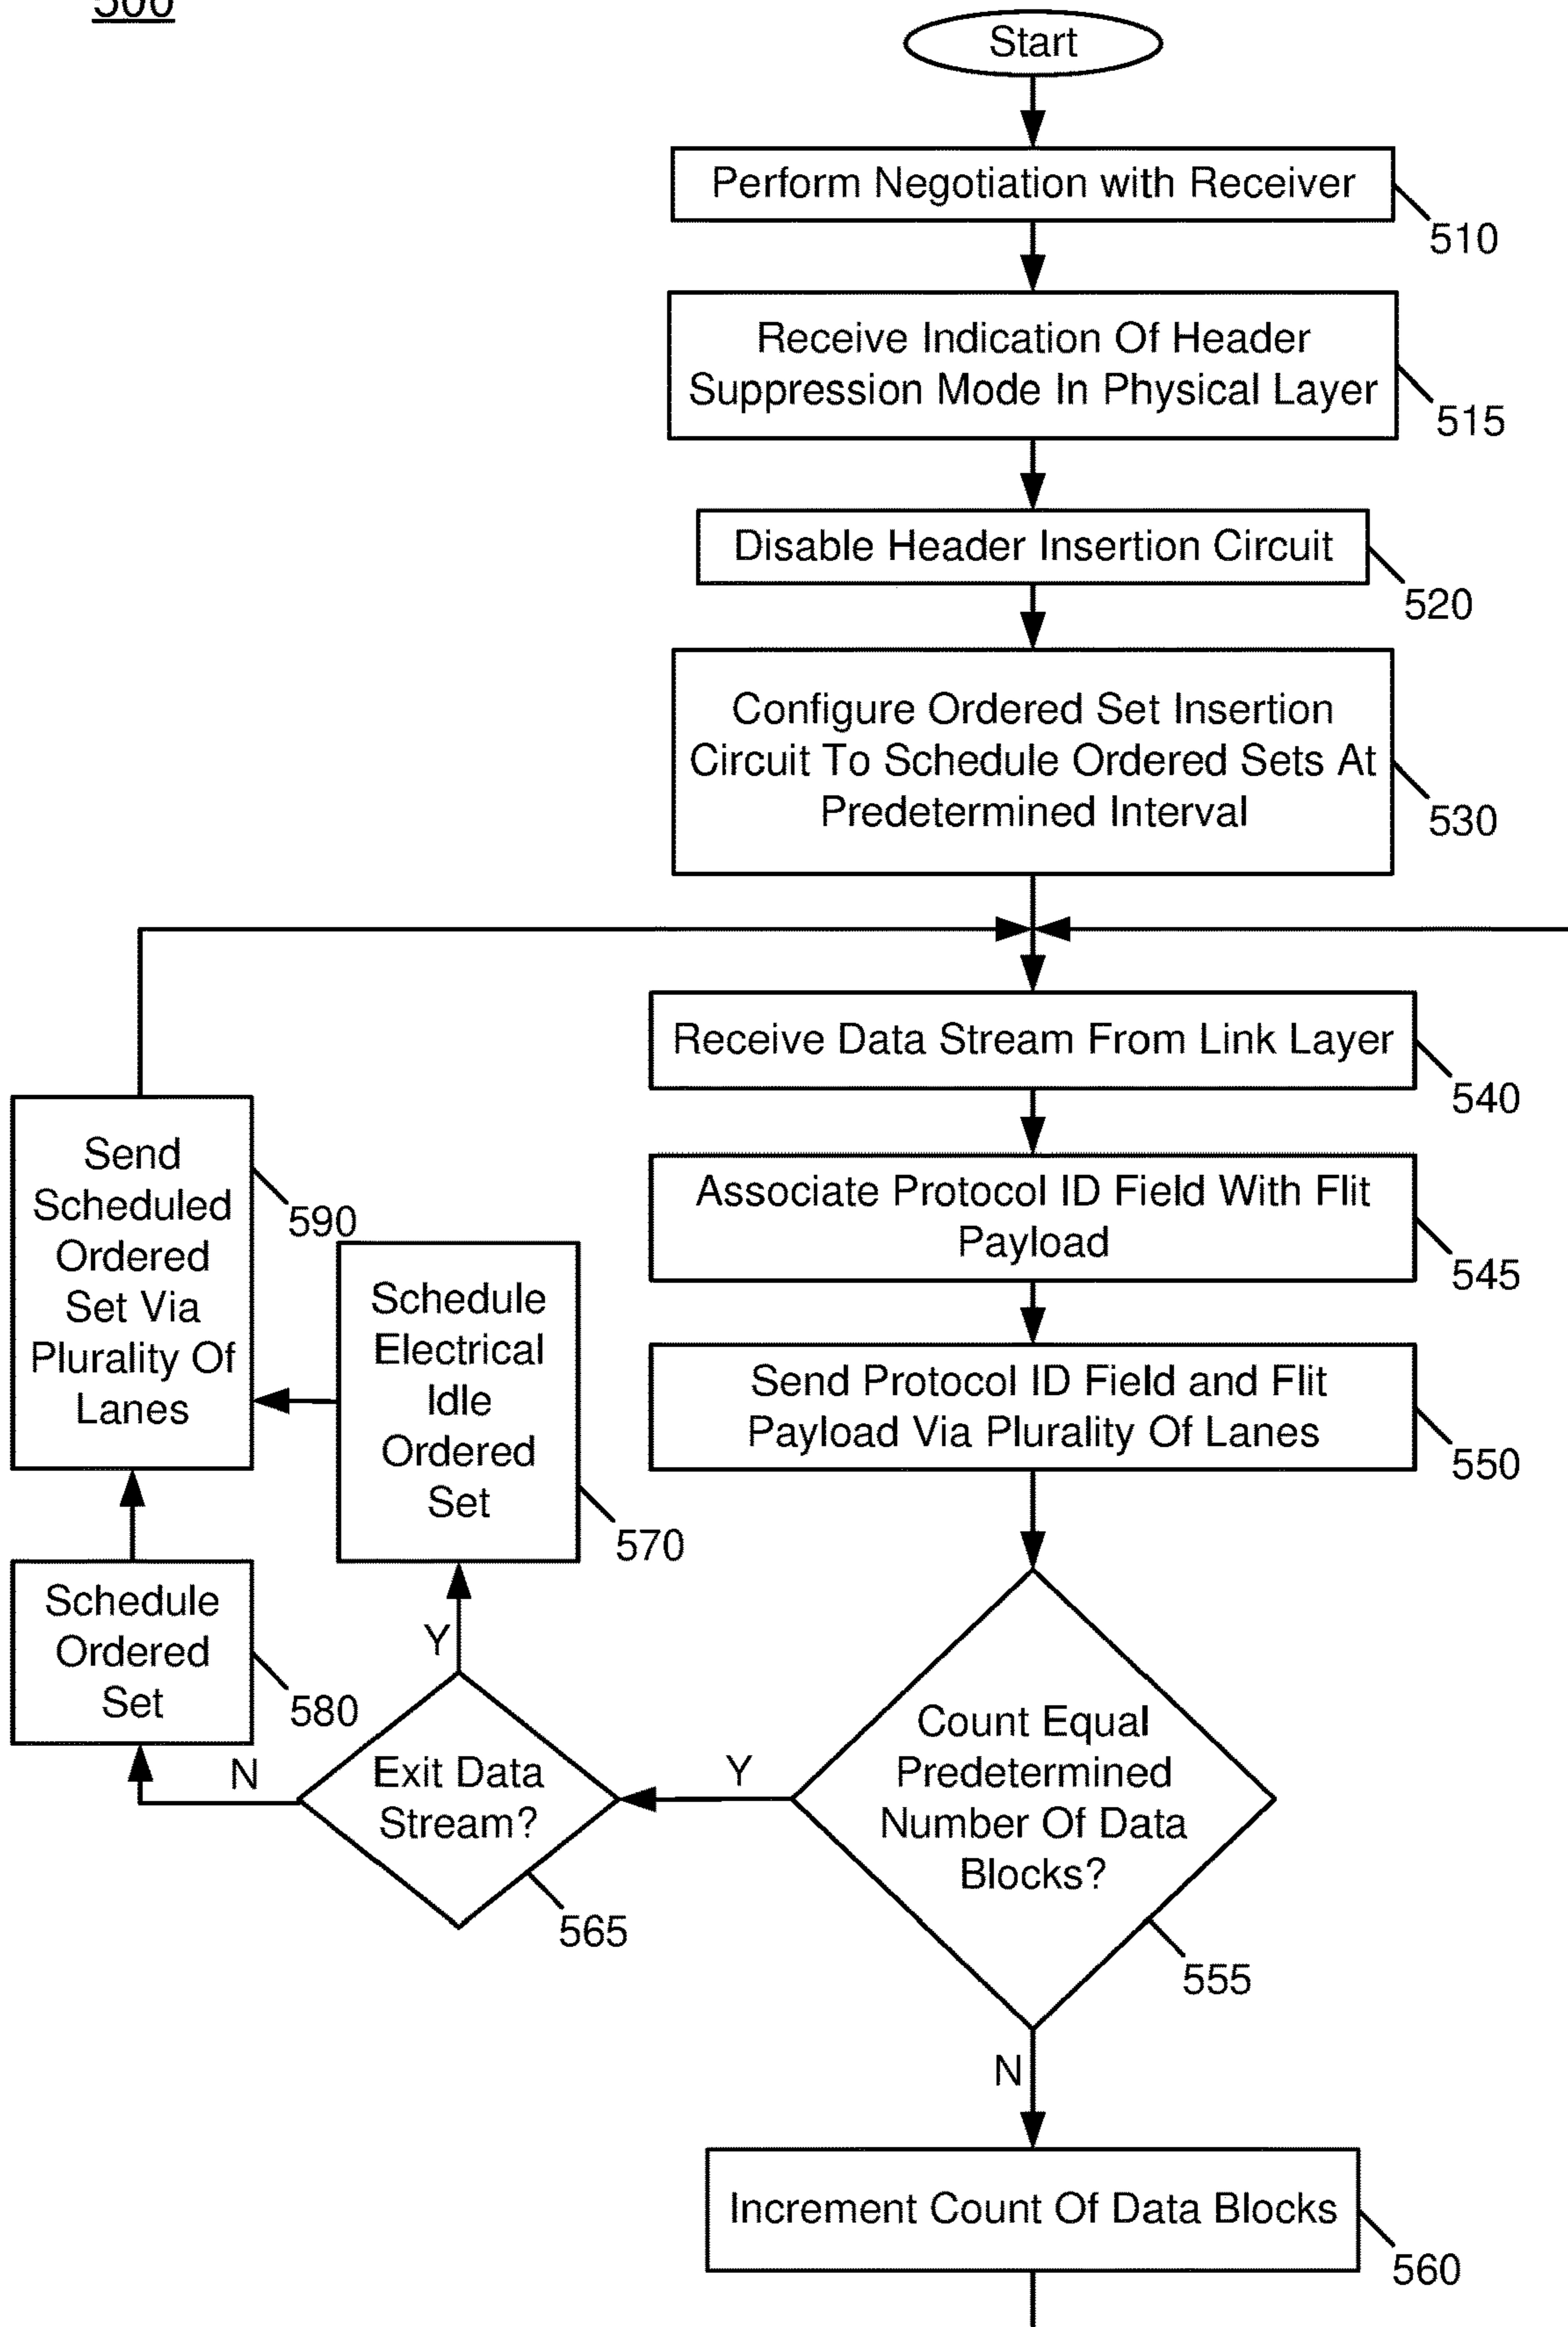 500
Start
Perform Negotiation with Receiver
510
Receive Indication Of Header
Suppression Mode In Physical Layer
515
Disable Header Insertion Circuit
520
Configure Ordered Set Insertion
Circuit To Schedule Ordered Sets At
Predetermined Interval
530
Receive Data Stream From Link Layer
540
Associate Protocol ID Field With Flit
Payload
545
Send Protocol ID Field and Flit
Payload Via Plurality Of Lanes
550
Count Equal
Predetermined
Number Of Data
Blocks?
555
Y
N
Exit Data
Stream?
565
Y
N
Schedule
Electrical
Idle
Ordered
Set
570
Schedule
Ordered
Set
580
Send
Scheduled
Ordered
Set Via
Plurality Of
Lanes
590
Increment Count Of Data Blocks
560